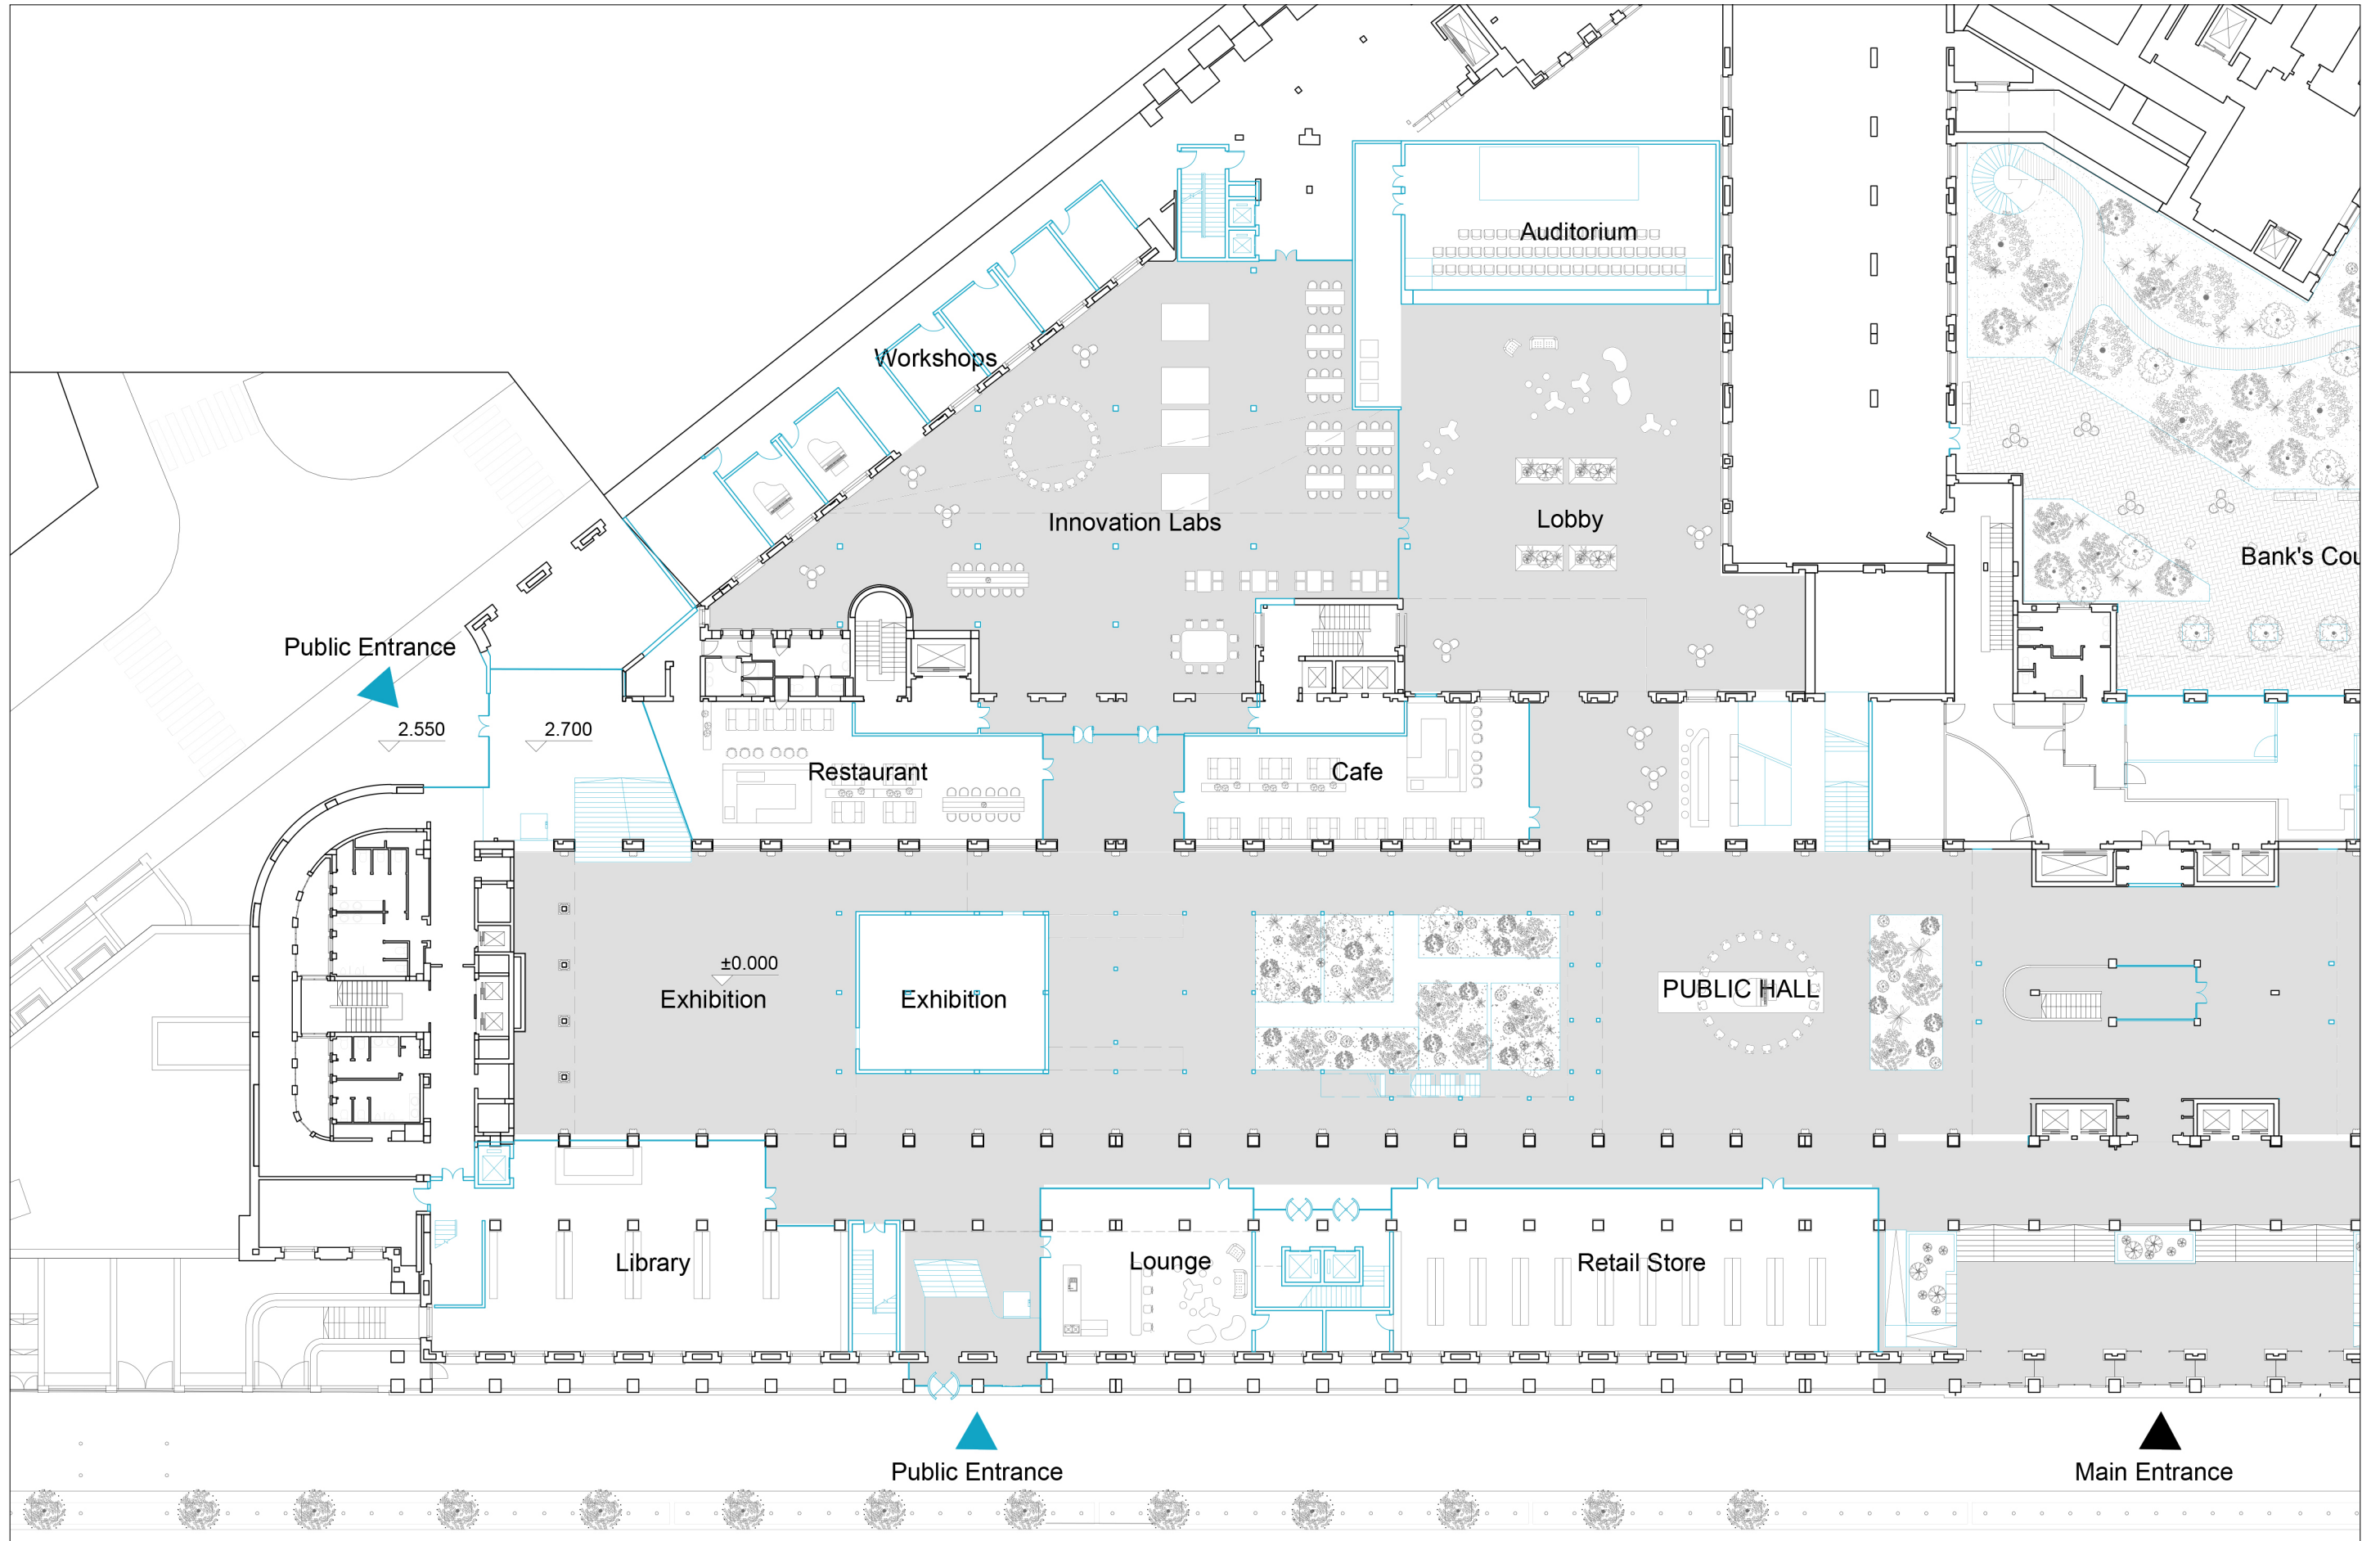 Auditorium
Workshops
Innovation Labs
Lobby
Bank's Cou
Public Entrance
2.550
2.700
Restaurant
Cafe
±0.000
Exhibition
Exhibition
PUBLIC HALL
Library
Lounge
Retail Store
Public Entrance
Main Entrance